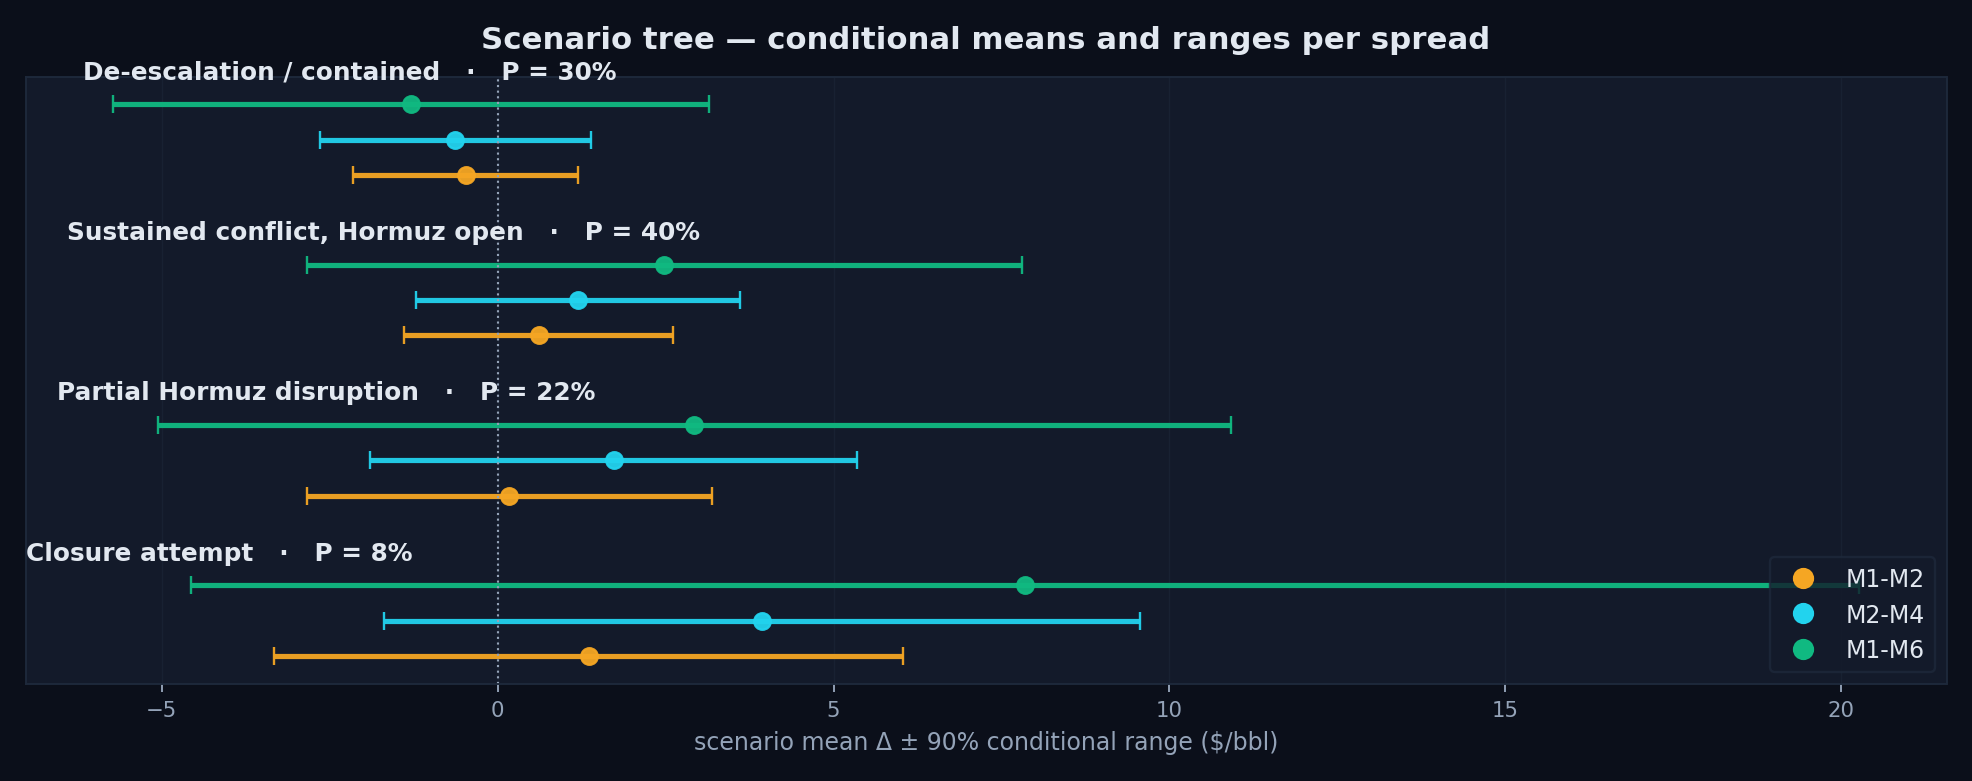 Scenario tree — conditional means and ranges per spread
De-escalation / contained · P = 30%
Sustained conflict, Hormuz open · P = 40%
Partial Hormuz disruption · P = 22%
Closure attempt · P = 8%
M1-M2
M2-M4
M1-M6
−5 0 5 10 15 20
scenario mean Δ ± 90% conditional range ($/bbl)